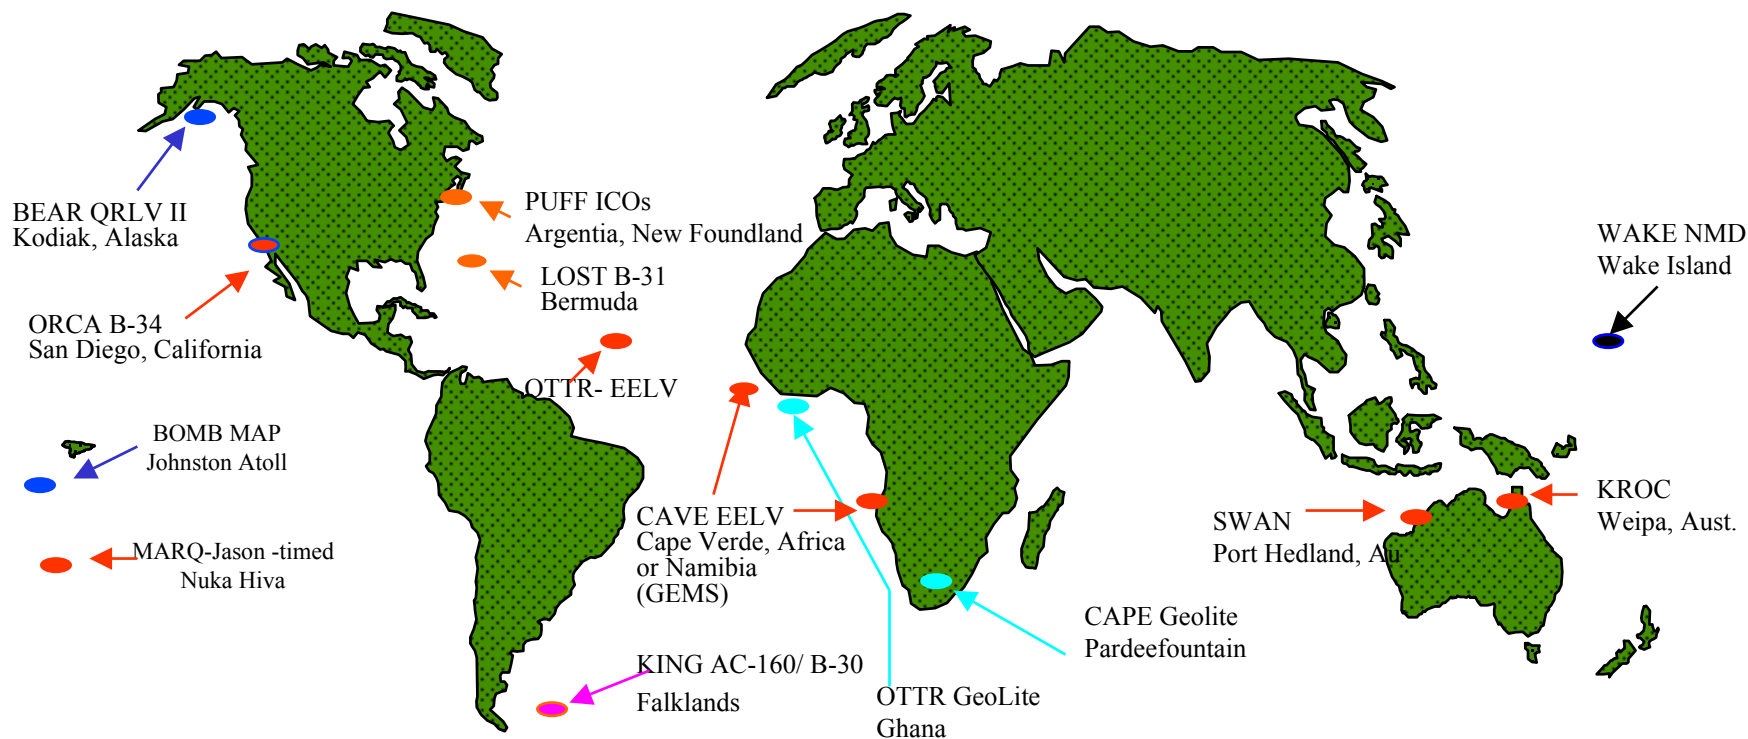 BEAR QRLV II
Kodiak, Alaska
ORCA B-34
San Diego, California
BOMB MAP
Johnston Atoll
MARQ-Jason -timed
Nuka Hiva
PUFF ICOs
Argentia, New Foundland
LOST B-31
Bermuda
OTTR- EELV
CAVE EELV
Cape Verde, Africa
or Namibia
(GEMS)
KING AC-160/ B-30
Falklands
OTTR GeoLite
Ghana
CAPE Geolite
Pardeefountain
SWAN
Port Hedland, Au
KROC
Weipa, Aust.
WAKE NMD
Wake Island